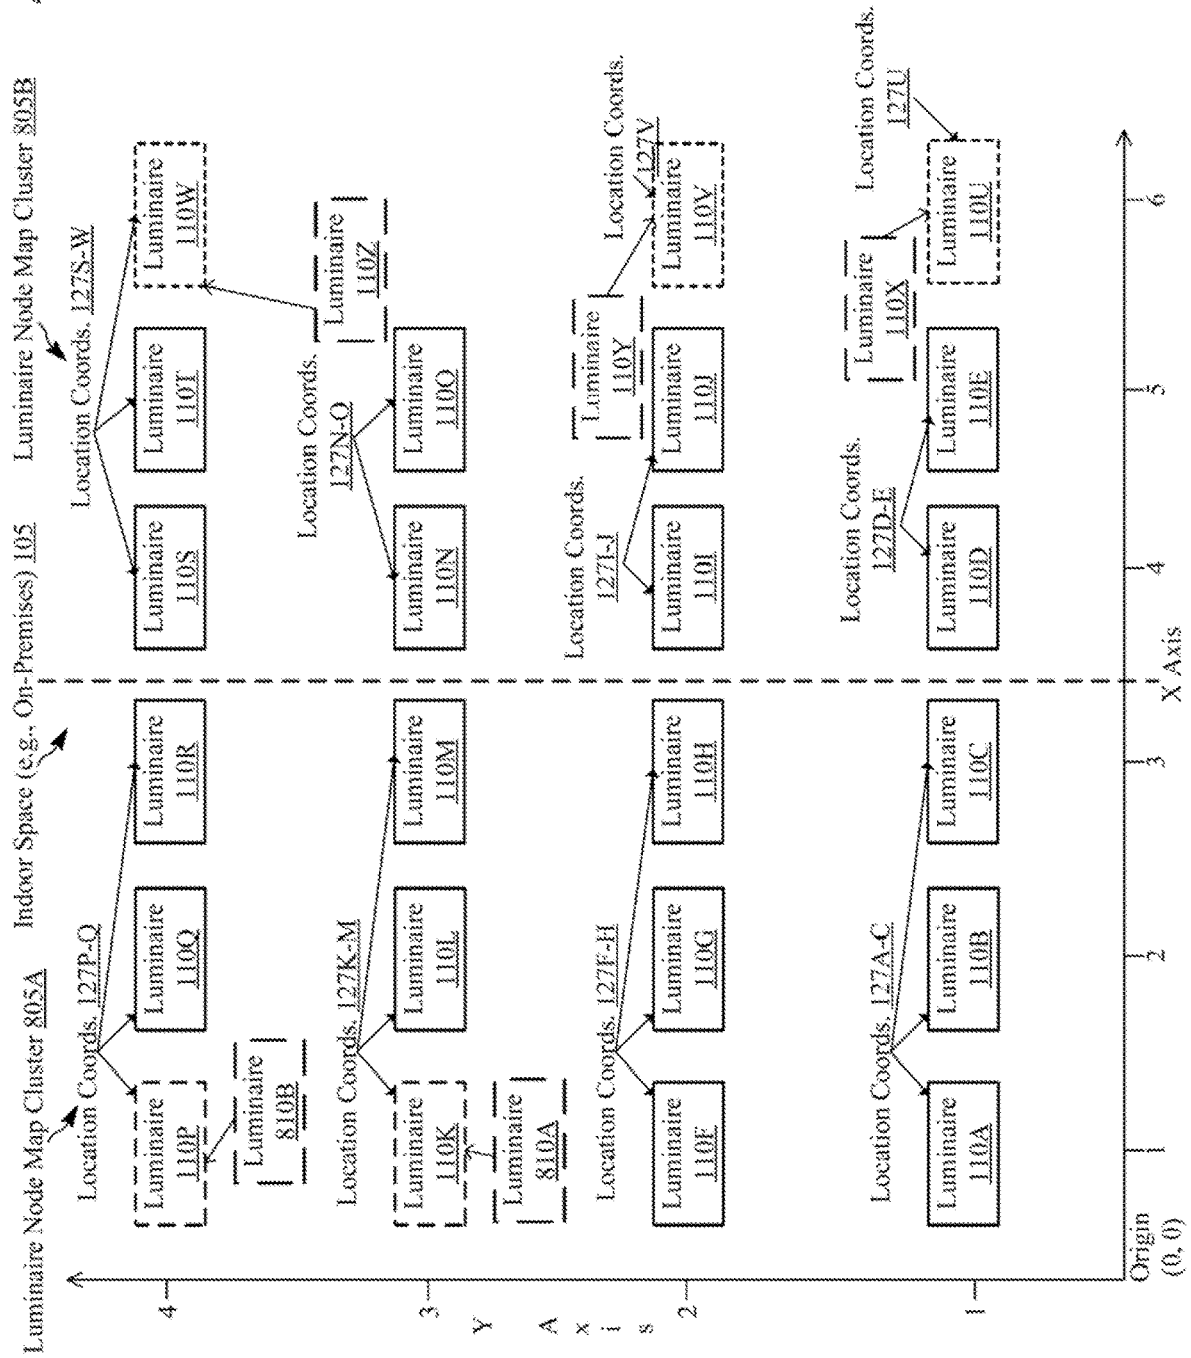 Luminaire Node Map Cluster 805A
Indoor Space (e.g., On-Premises) 105
Luminaire Node Map Cluster 805B
Location Coords. 127P-Q
Location Coords. 127S-W
4
Luminaire
110P
Luminaire
110Q
Luminaire
110R
Luminaire
110S
Luminaire
110T
Luminaire
110W
Luminaire
810B
Luminaire
110Z
Location Coords. 127K-M
Location Coords.
127N-O
3
Luminaire
110K
Luminaire
110L
Luminaire
110M
Luminaire
110N
Luminaire
110O
Luminaire
810A
Luminaire
110Y
Location Coords. 127F-H
Location Coords.
127I-J
Location Coords.
127V
2
Luminaire
110F
Luminaire
110G
Luminaire
110H
Luminaire
110I
Luminaire
110J
Luminaire
110V
Y Axis
Location Coords. 127A-C
Location Coords.
127D-E
Luminaire
110X
Location Coords.
127U
1
Luminaire
110A
Luminaire
110B
Luminaire
110C
Luminaire
110D
Luminaire
110E
Luminaire
110U
Origin
(0, 0)
1
2
3
4
5
6
X Axis